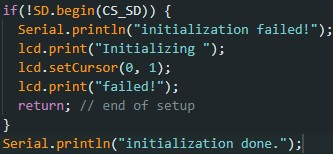 if(!SD.begin(CS_SD)) {
  Serial.println("initialization failed!");
  lcd.print("Initializing ");
  lcd.setCursor(0, 1);
  lcd.print("failed!");
  return; // end of setup
}
Serial.println("initialization done.");